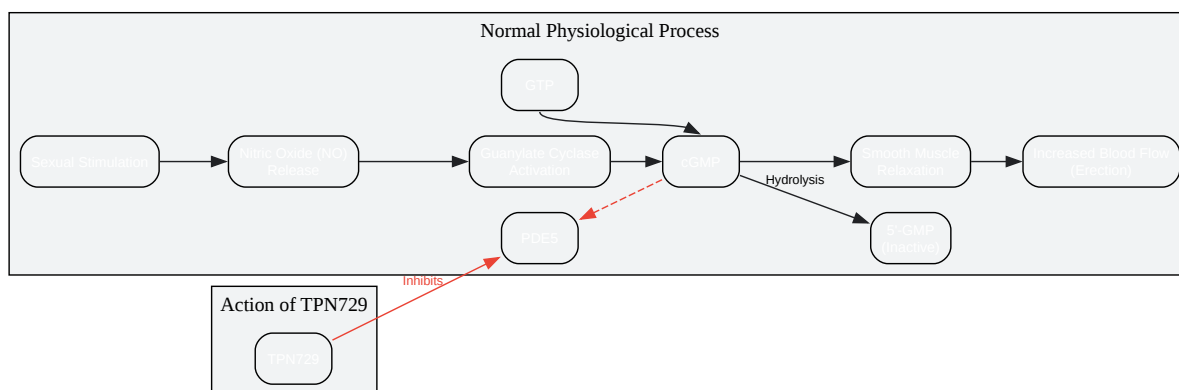 Normal Physiological Process
GTP
Sexual Stimulation
Nitric Oxide (NO)
Release
Guanylate Cyclase
Activation
cGMP
Smooth Muscle
Relaxation
Increased Blood Flow
(Erection)
Hydrolysis
PDE5
5'-GMP
(Inactive)
Inhibits
Action of TPN729
TPN729